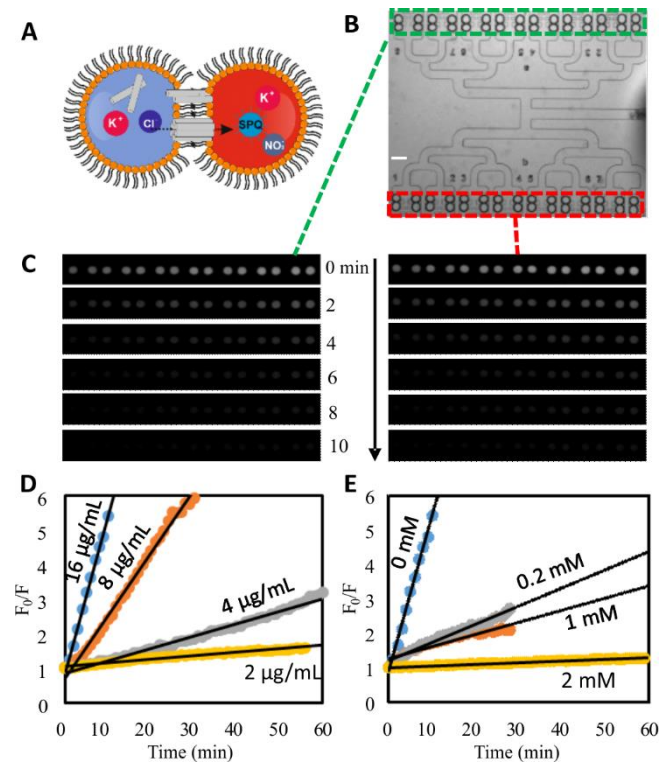 A
K+
Cl-
K+
SPQ
NO3-
B
C
0 min
2
4
6
8
10
D
6
5
4
3
2
1
0
F0/F
16 µg/mL
8 µg/mL
4 µg/mL
2 µg/mL
0 10 20 30 40 50 60
Time (min)
E
6
5
4
3
2
1
0
F0/F
0 mM
0.2 mM
1 mM
2 mM
0 10 20 30 40 50 60
Time (min)